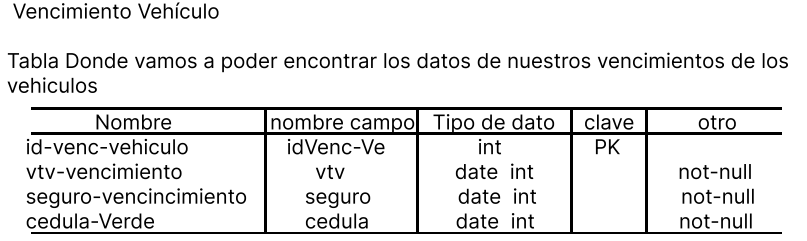 Vencimiento Vehículo
Tabla Donde vamos a poder encontrar los datos de nuestros vencimientos de los
vehiculos
Nombre nombre campo Tipo de dato clave otro
id-venc-vehiculo idVenc-Ve int PK
vtv-vencimiento vtv date int not-null
seguro-vencincimiento seguro date int not-null
cedula-Verde cedula date int not-null